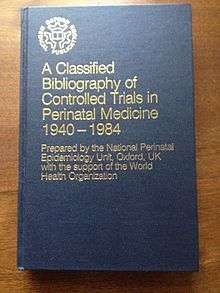 A Classified
Bibliography of
Controlled Trials in
Perinatal Medicine
1940–1984
Prepared by the National Perinatal
Epidemiology Unit, Oxford, UK
with the support of the World
Health Organization